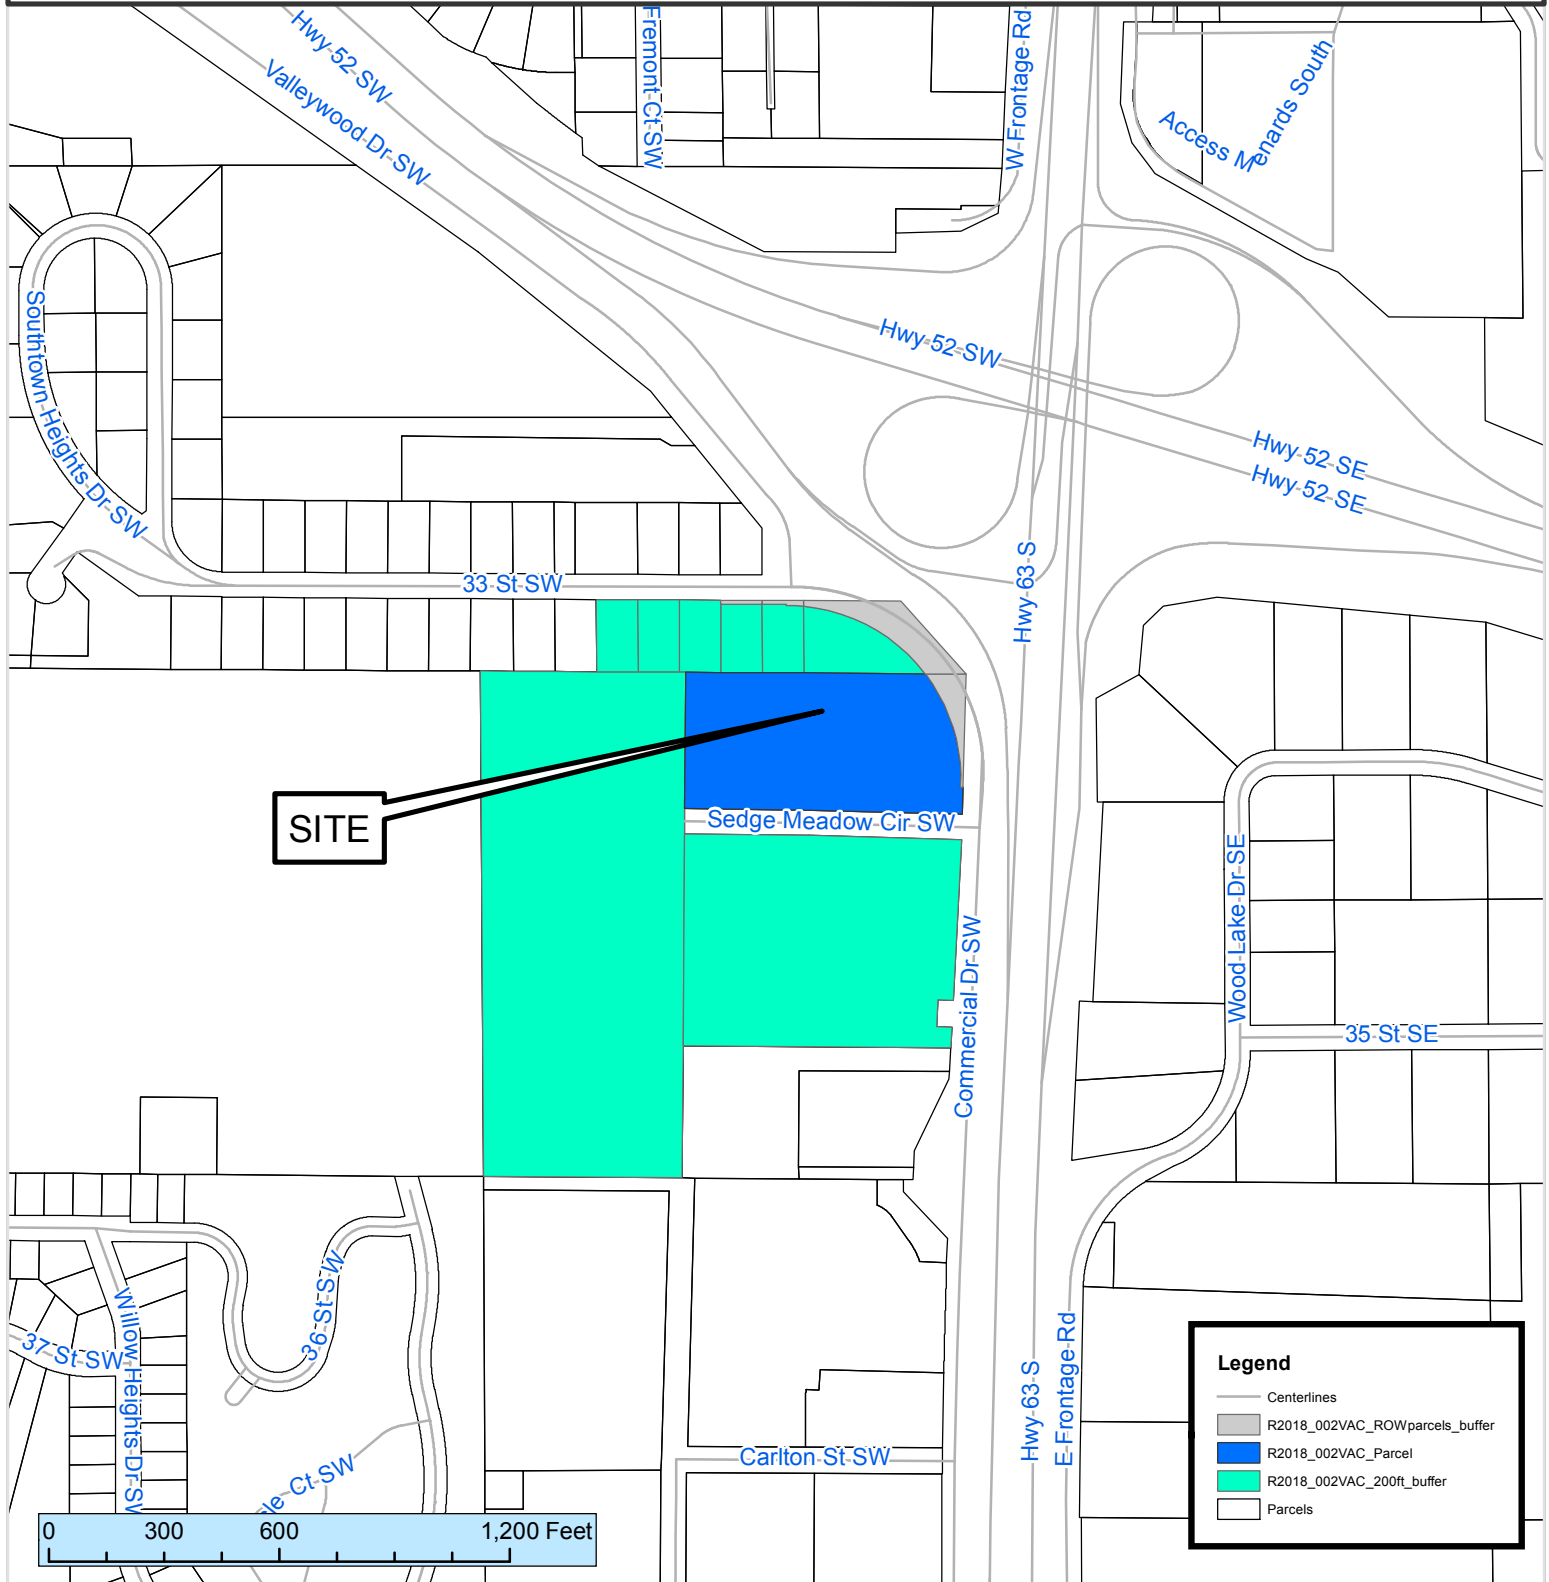 Hwy 52 SW
Valleywood Dr SW
Fremont Ct SW
W Frontage Rd
Access Menards South
Southtown Heights Dr SW
Hwy 52 SW
Hwy 52 SE
Hwy 52 SE
33 St SW
Hwy 63 S
SITE
Sedge Meadow Cir SW
Commercial Dr SW
Wood Lake Dr SE
35 St SE
36 St SW
37 St SW
Willow Heights Dr SW
Ct SW
Carlton St SW
Hwy 63 S
E Frontage Rd
Legend
Centerlines
R2018_002VAC_ROWparcels_buffer
R2018_002VAC_Parcel
R2018_002VAC_200ft_buffer
Parcels
0 300 600 1,200 Feet